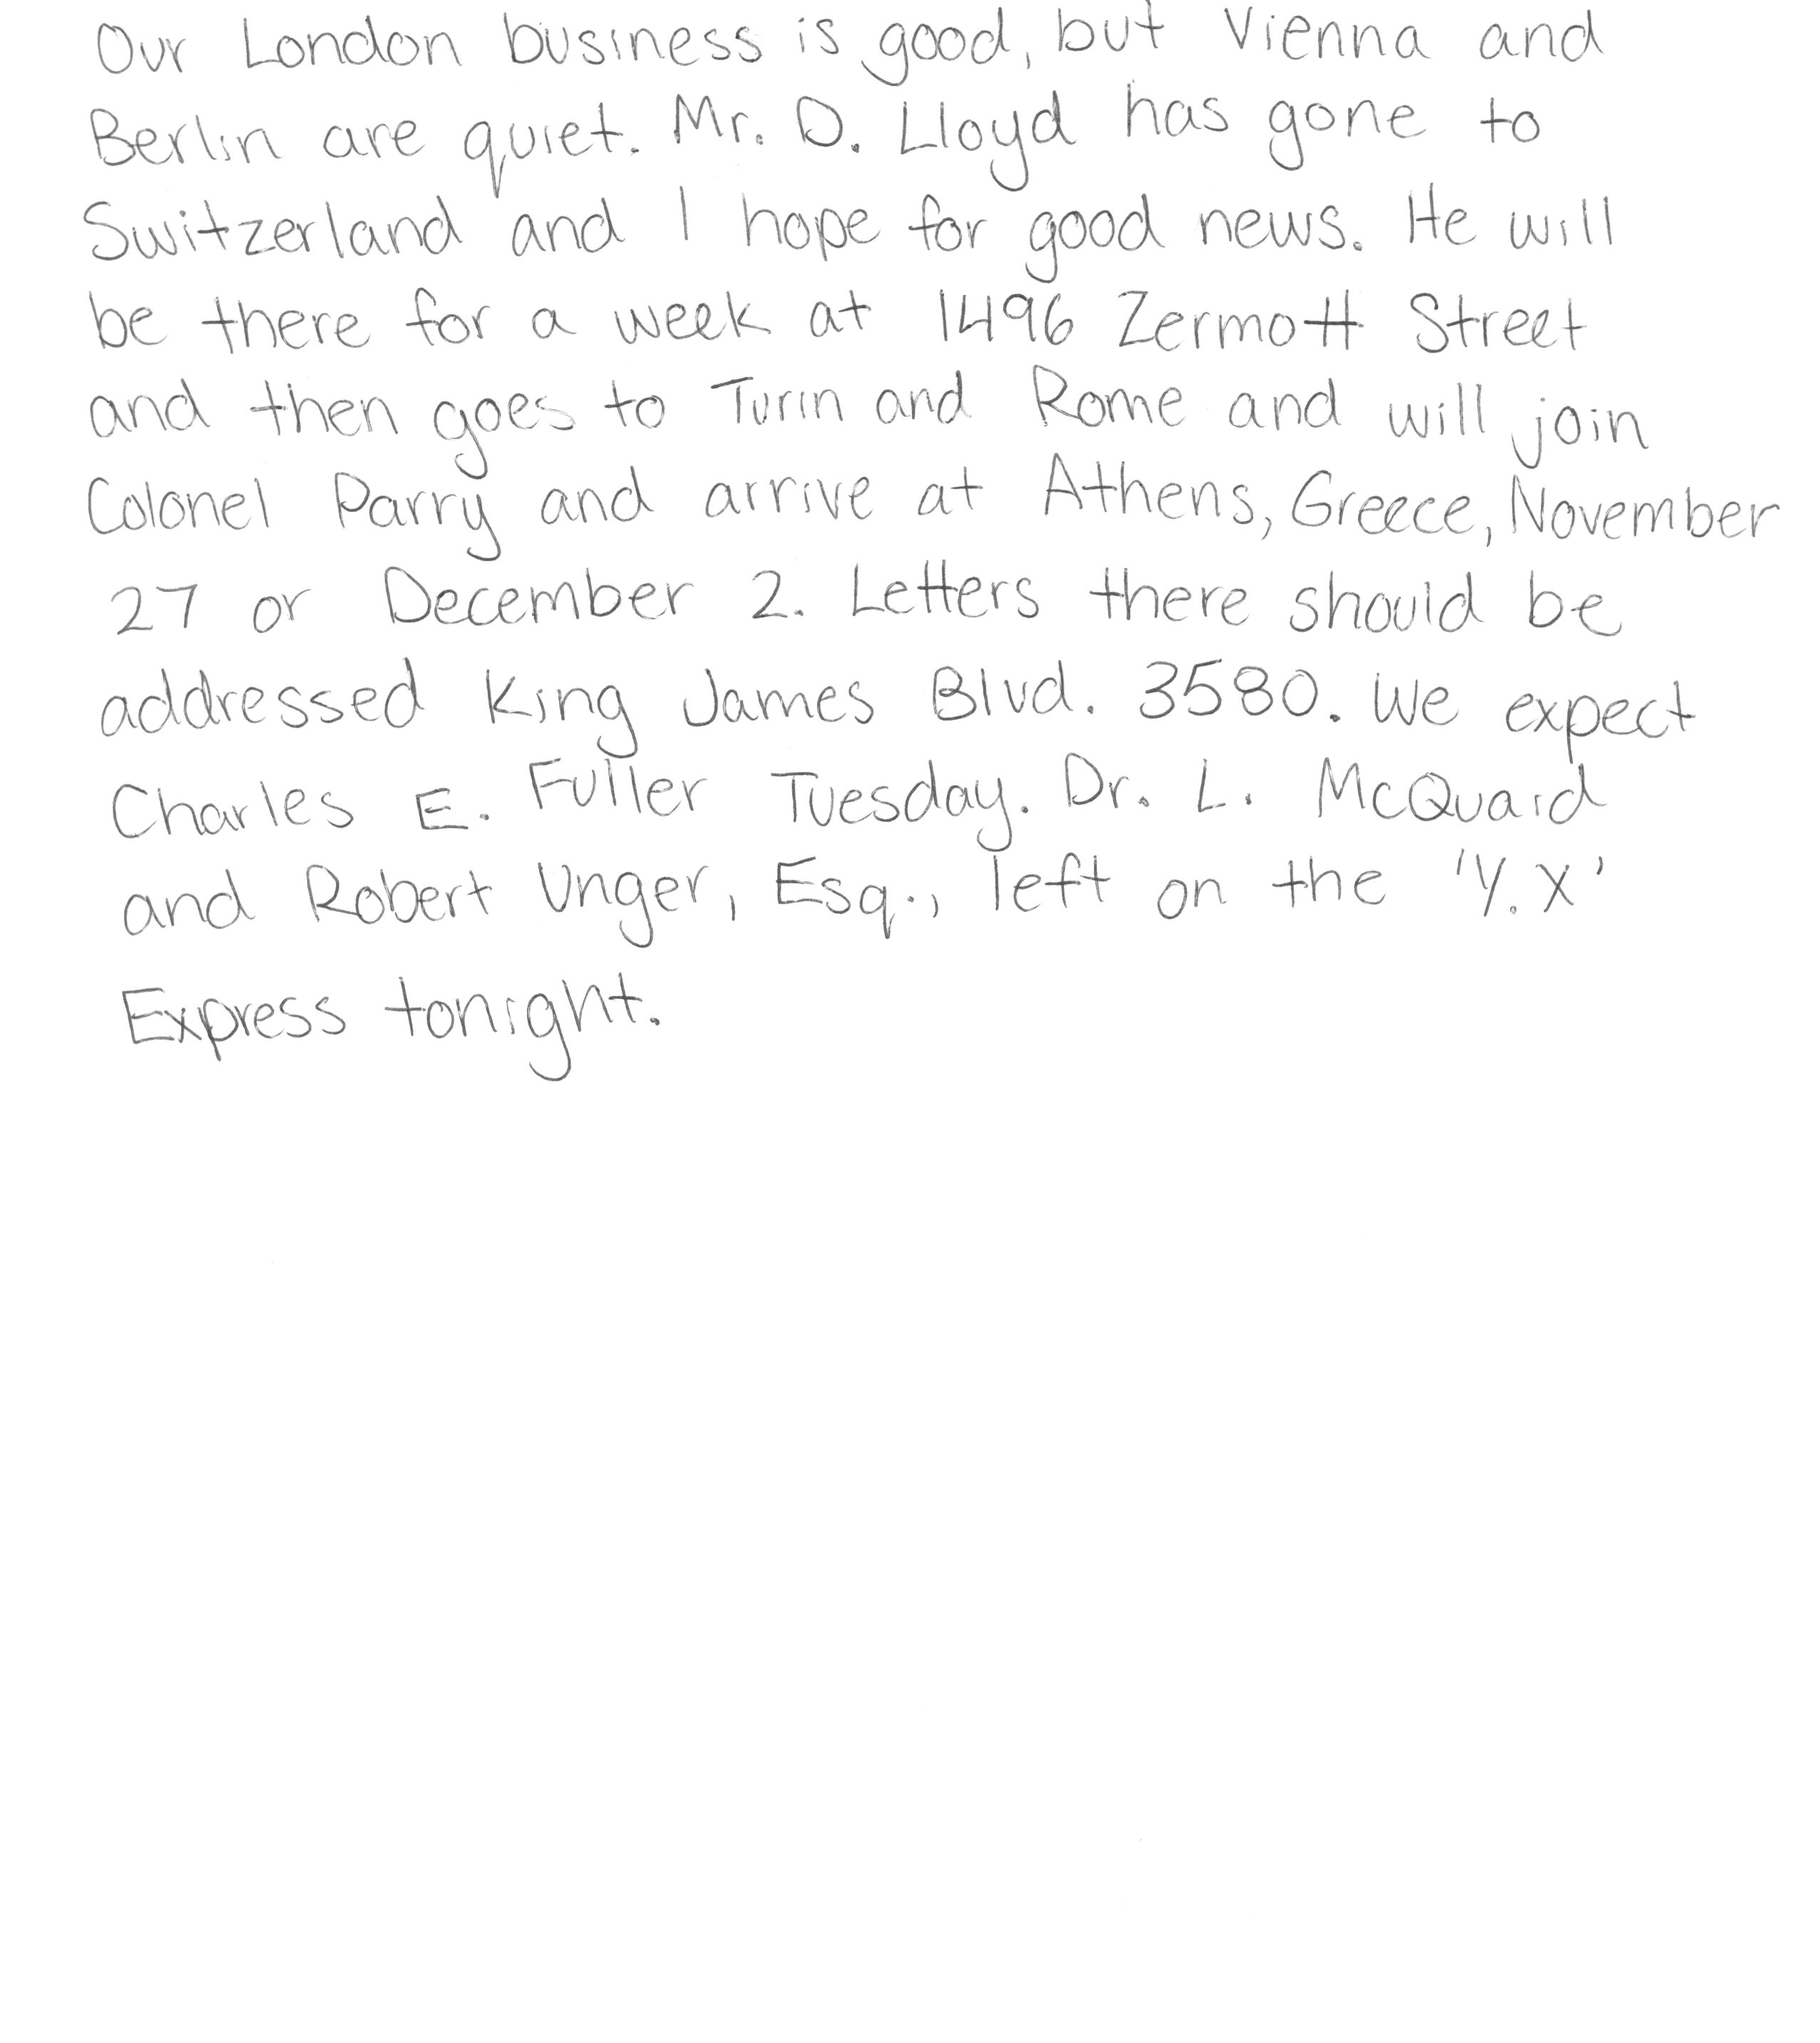 Our London business is good, but Vienna and
Berlin are quiet. Mr. D. Lloyd has gone to
Switzerland and I hope for good news. He will
be there for a week at 1496 Zermott Street
and then goes to Turin and Rome and will join
Colonel Parry and arrive at Athens, Greece, November
27 or December 2. Letters there should be
addressed King James Blvd. 3580. We expect
Charles E. Fuller Tuesday. Dr. L. McQuaid
and Robert Unger, Esq., left on the 'Y.X'
Express tonight.